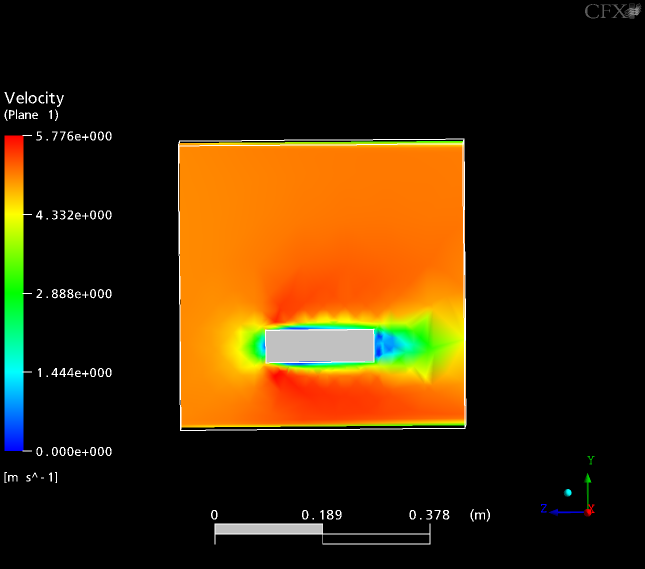 CFX
Velocity
(Plane 1)
5.776e+000
4.332e+000
2.888e+000
1.444e+000
0.000e+000
[m s^-1]
Y
Z
X
0 0.189 0.378 (m)